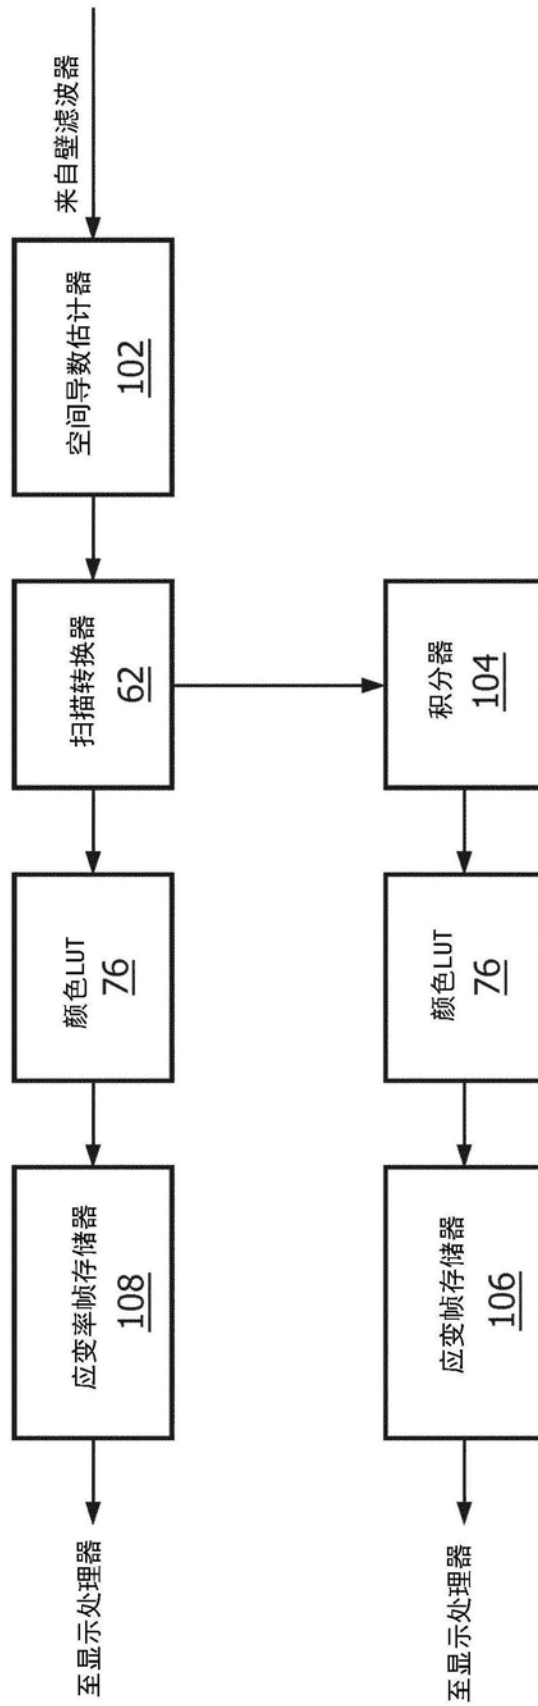 来自壁滤波器
空间导数估计器
102
扫描转换器
62
颜色LUT
76
应变率帧存储器
108
至显示处理器
积分器
104
颜色LUT
76
应变帧存储器
106
至显示处理器